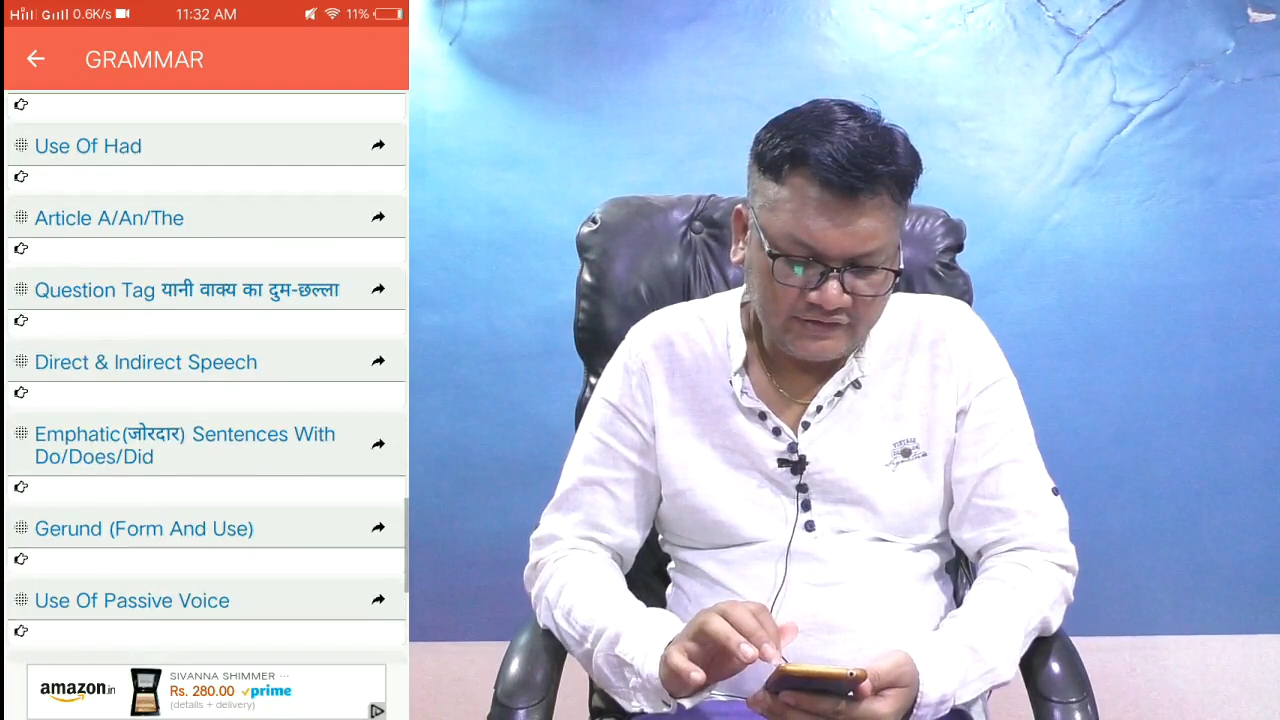 0.6K/s
11:32 AM
11%
GRAMMAR
Use Of Had
Article A/An/The
Question Tag यानी वाक्य का दुम-छल्ला
Direct & Indirect Speech
Emphatic(जोरदार) Sentences With
Do/Does/Did
Gerund (Form And Use)
Use Of Passive Voice
amazon.in
SIVANNA SHIMMER ...
Rs. 280.00 prime
(details + delivery)
VINTAGE